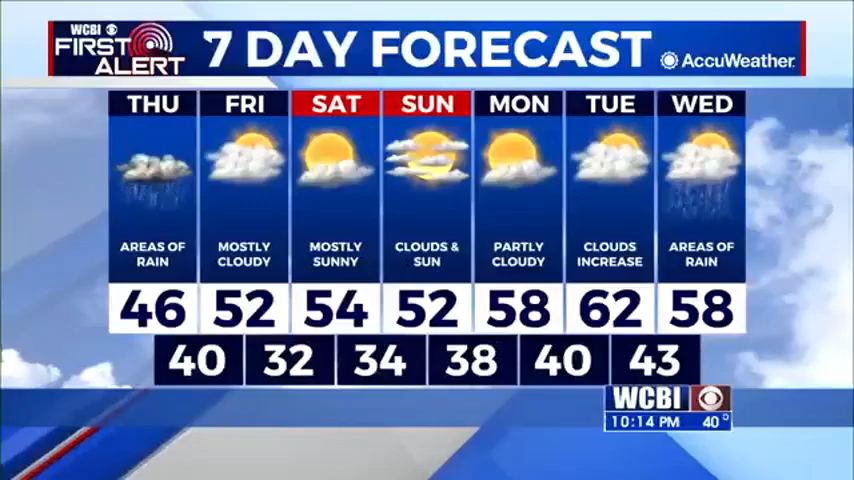 WCBI
FIRST
ALERT
7 DAY FORECAST
AccuWeather
THU FRI SAT SUN MON TUE WED
AREAS OF RAIN
MOSTLY CLOUDY
MOSTLY SUNNY
CLOUDS & SUN
PARTLY CLOUDY
CLOUDS INCREASE
AREAS OF RAIN
46 52 54 52 58 62 58
40 32 34 38 40 43
WCBI
10:14 PM 40°